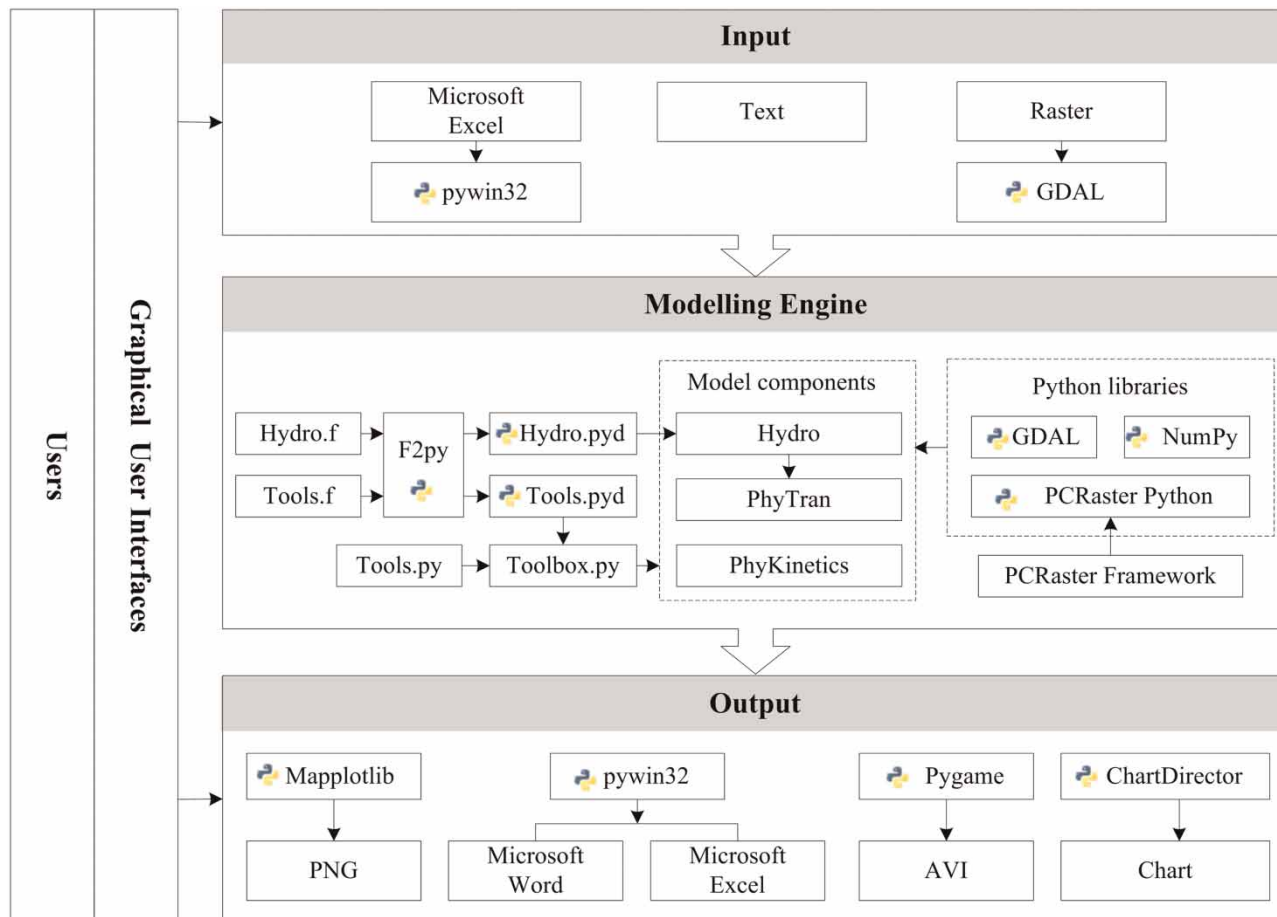 Users
Graphical User Interfaces
Input
Microsoft
Excel
Text
Raster
pywin32
GDAL
Modelling Engine
Model components
Python libraries
Hydro.f
F2py
Hydro.pyd
Hydro
GDAL
NumPy
Tools.f
Tools.pyd
PhyTran
PCRaster Python
Tools.py
Toolbox.py
PhyKinetics
PCRaster Framework
Output
Mapplotlib
pywin32
Pygame
ChartDirector
PNG
Microsoft
Word
Microsoft
Excel
AVI
Chart